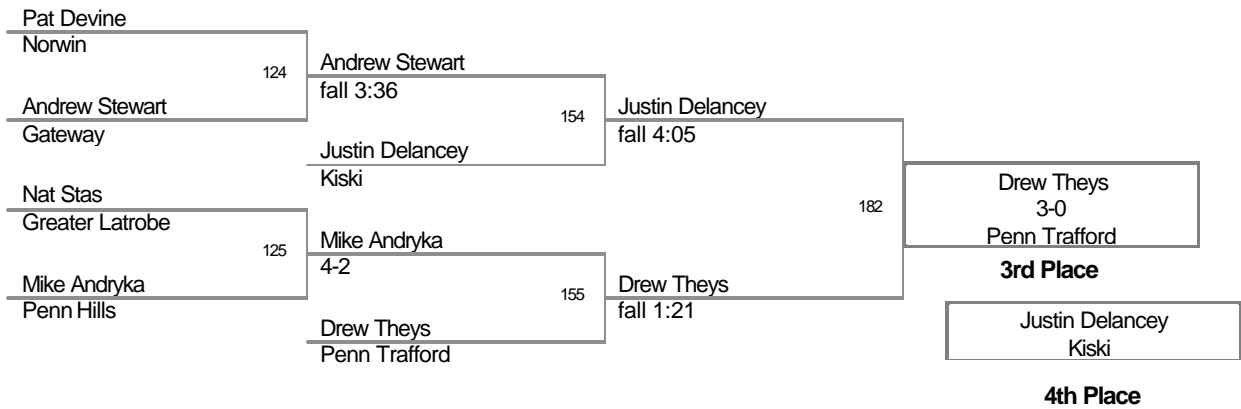 Pat Devine
Norwin
124
Andrew Stewart
fall 3:36
Andrew Stewart
Gateway
154
Justin Delancey
fall 4:05
Justin Delancey
Kiski
Nat Stas
Greater Latrobe
182
Drew Theys
3-0
Penn Trafford
125
Mike Andryka
4-2
3rd Place
Mike Andryka
Penn Hills
155
Drew Theys
fall 1:21
Drew Theys
Penn Trafford
Justin Delancey
Kiski
4th Place